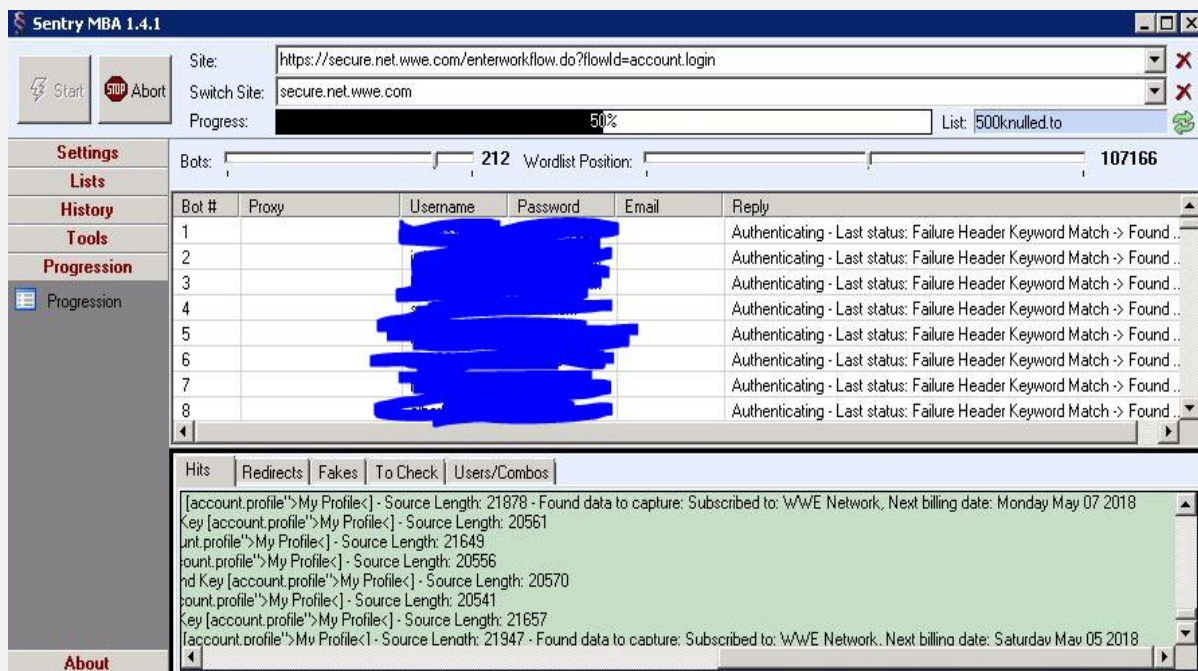 Sentry MBA 1.4.1
Start
Abort
Site: https://secure.net.wwe.com/enterworkflow.do?flowId=account.login
Switch Site: secure.net.wwe.com
Progress: 50% List: 500knulled.to
Settings
Lists
History
Tools
Progression
Progression
About
Bots: 212 Wordlist Position: 107166
Bot # Proxy Username Password Email Reply
1 Authenticating - Last status: Failure Header Keyword Match -> Found ..
2 Authenticating - Last status: Failure Header Keyword Match -> Found ..
3 Authenticating - Last status: Failure Header Keyword Match -> Found ..
4 Authenticating - Last status: Failure Header Keyword Match -> Found ..
5 Authenticating - Last status: Failure Header Keyword Match -> Found ..
6 Authenticating - Last status: Failure Header Keyword Match -> Found ..
7 Authenticating - Last status: Failure Header Keyword Match -> Found ..
8 Authenticating - Last status: Failure Header Keyword Match -> Found ..
Hits Redirects Fakes To Check Users/Combos
[account.profile">My Profile<] - Source Length: 21878 - Found data to capture: Subscribed to: WWE Network, Next billing date: Monday May 07 2018
Key [account.profile">My Profile<] - Source Length: 20561
unt.profile">My Profile<] - Source Length: 21649
ount.profile">My Profile<] - Source Length: 20556
nd Key [account.profile">My Profile<] - Source Length: 20570
count.profile">My Profile<] - Source Length: 20541
Key [account.profile">My Profile<] - Source Length: 21657
[account.profile">My Profile<] - Source Length: 21947 - Found data to capture: Subscribed to: WWE Network, Next billing date: Saturday May 05 2018